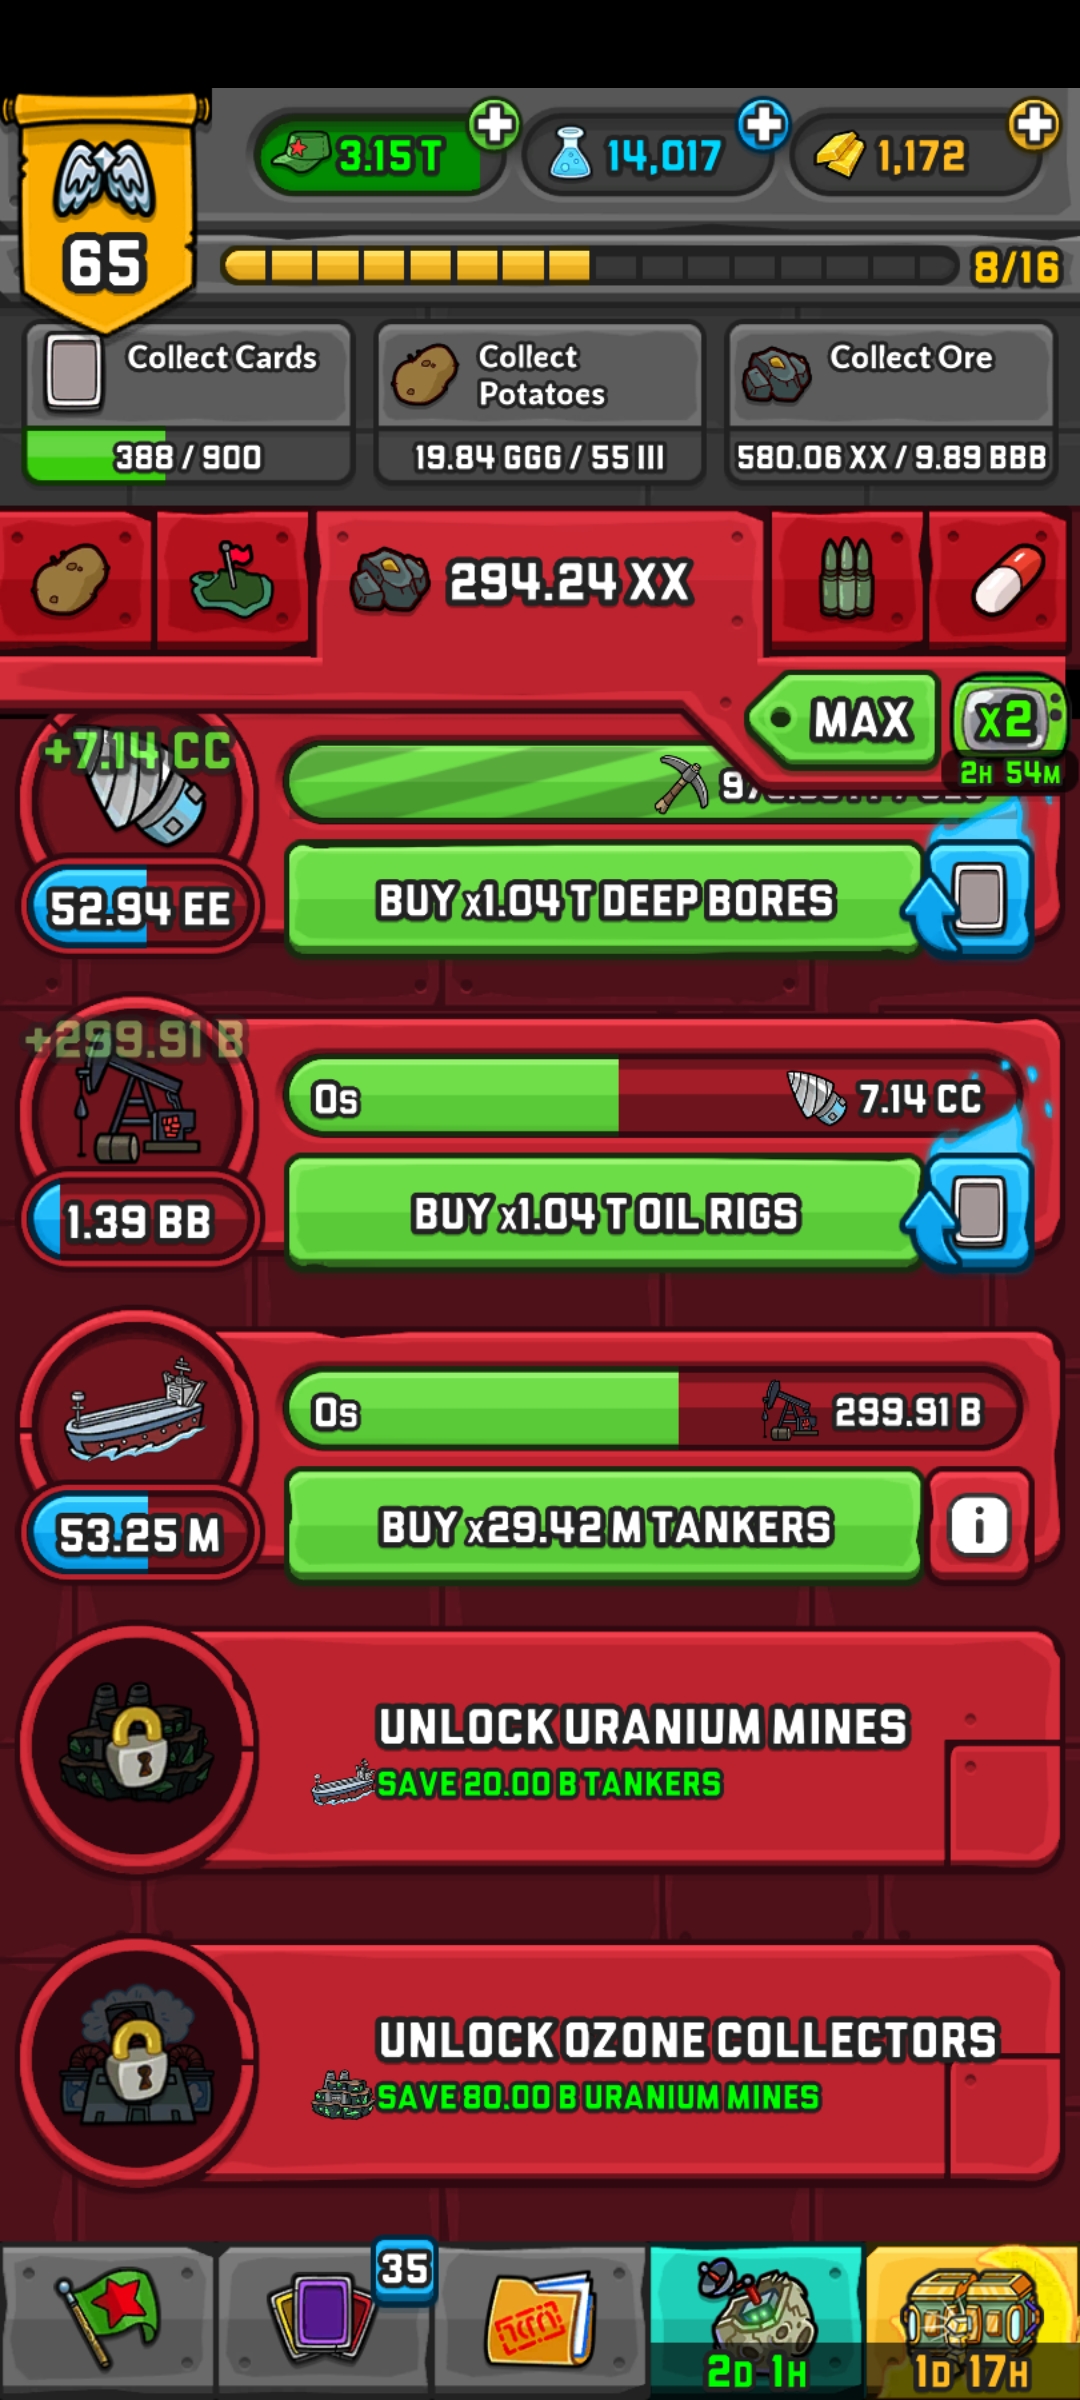 3.15 T
14,017
1,172
65
8/16
Collect Cards
388 / 900
Collect
Potatoes
19.84 GGG / 55 III
Collect Ore
580.06 XX / 9.89 BBB
294.24 XX
MAX
x2
2H 54M
+7.14 CC
52.94 EE
BUY x1.04 T DEEP BORES
+299.91 B
0s
7.14 CC
1.39 BB
BUY x1.04 T OIL RIGS
0s
299.91 B
53.25 M
BUY x29.42 M TANKERS
i
UNLOCK URANIUM MINES
SAVE 20.00 B TANKERS
UNLOCK OZONE COLLECTORS
SAVE 80.00 B URANIUM MINES
35
2D 1H
1D 17H